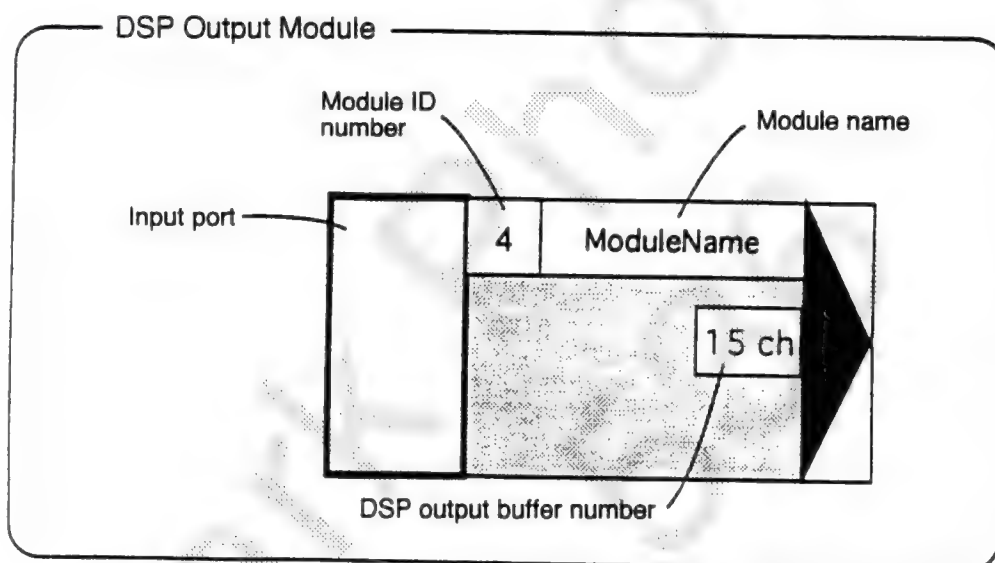 DSP Output Module
Module ID
number
Module name
Input port
4
ModuleName
15 ch
DSP output buffer number